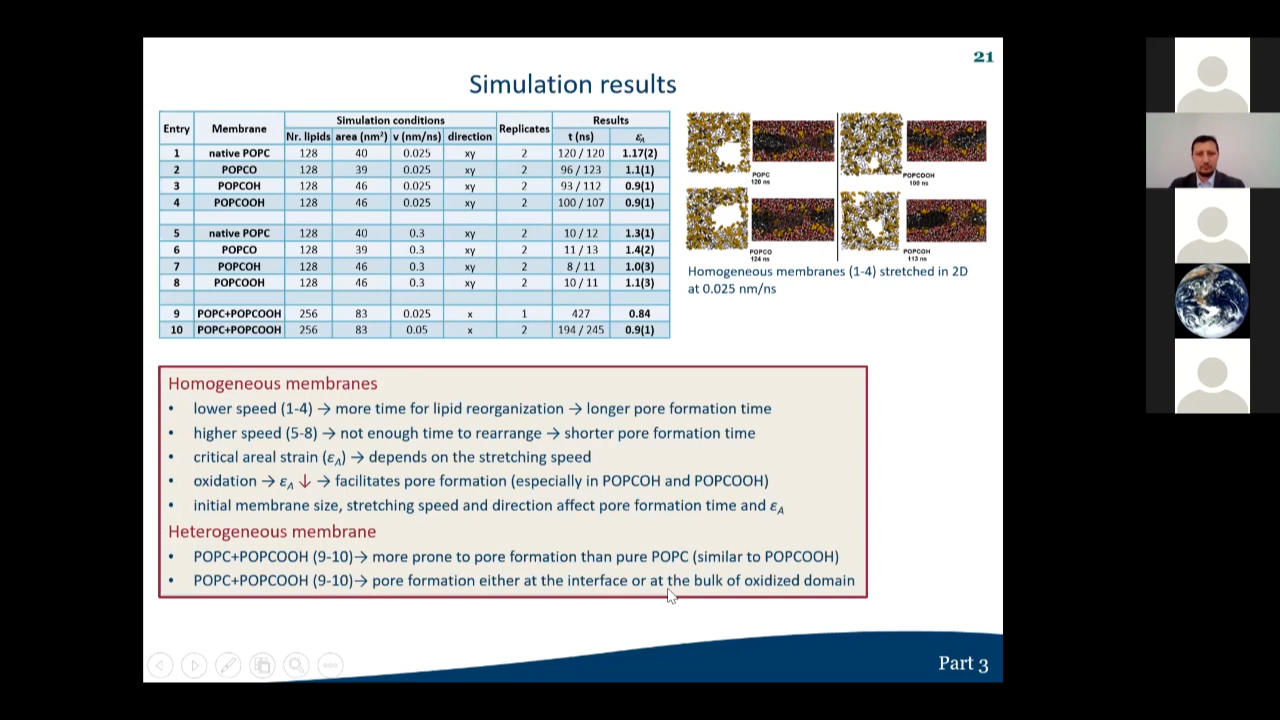 21
Simulation results
Entry Membrane Simulation conditions Replicates Results
Nr. lipids area (nm²) v (nm/ns) direction t (ns) εA
1 native POPC 128 40 0.025 xy 2 120 / 120 1.17(2)
2 POPCO 128 39 0.025 xy 2 96 / 123 1.1(1)
3 POPCOH 128 46 0.025 xy 2 93 / 112 0.9(1)
4 POPCOOH 128 46 0.025 xy 2 100 / 107 0.9(1)
5 native POPC 128 40 0.3 xy 2 10 / 12 1.3(1)
6 POPCO 128 39 0.3 xy 2 11 / 13 1.4(2)
7 POPCOH 128 46 0.3 xy 2 8 / 11 1.0(3)
8 POPCOOH 128 46 0.3 xy 2 10 / 11 1.1(3)
9 POPC+POPCOOH 256 83 0.025 x 1 427 0.84
10 POPC+POPCOOH 256 83 0.05 x 2 194 / 245 0.9(1)
POPC
120 ns
POPCOOH
100 ns
POPCO
124 ns
POPCOH
113 ns
Homogeneous membranes (1-4) stretched in 2D
at 0.025 nm/ns
Homogeneous membranes
• lower speed (1-4) → more time for lipid reorganization → longer pore formation time
• higher speed (5-8) → not enough time to rearrange → shorter pore formation time
• critical areal strain (εA) → depends on the stretching speed
• oxidation → εA ↓ → facilitates pore formation (especially in POPCOH and POPCOOH)
• initial membrane size, stretching speed and direction affect pore formation time and εA
Heterogeneous membrane
• POPC+POPCOOH (9-10)→ more prone to pore formation than pure POPC (similar to POPCOOH)
• POPC+POPCOOH (9-10)→ pore formation either at the interface or at the bulk of oxidized domain
Part 3